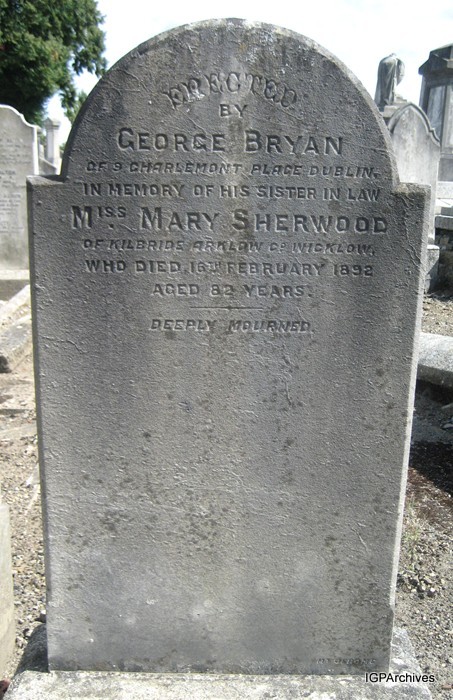 ERECTED
BY
GEORGE BRYAN
OF 9 CHARLEMONT PLACE DUBLIN,
IN MEMORY OF HIS SISTER IN LAW
MISS MARY SHERWOOD
OF KILBRIDE ARKLOW CO WICKLOW,
WHO DIED 16TH FEBRUARY 1892
AGED 82 YEARS.
DEEPLY MOURNED.
IGPArchives